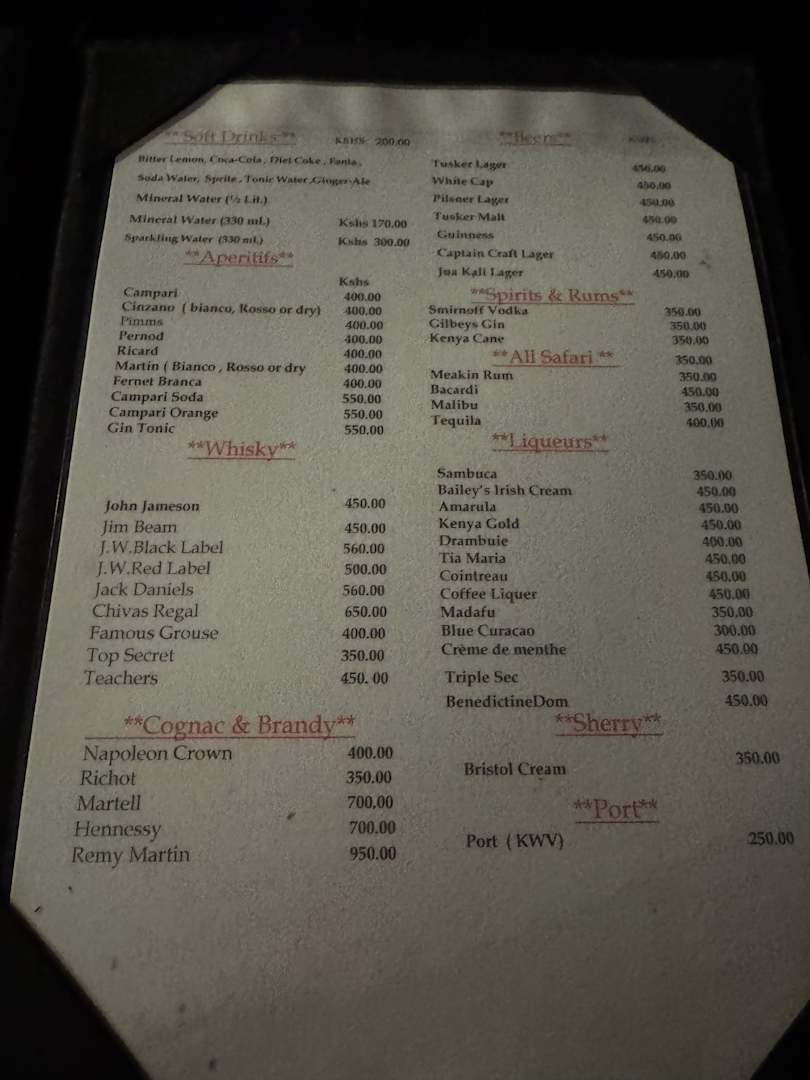 **Soft Drinks** KSHS. 200.00
Bitter Lemon, Coca-Cola, Diet Coke, Fanta,
Soda Water, Sprite, Tonic Water, Ginger-Ale
Mineral Water (½ Lit.)
Mineral Water (330 ml.) Kshs 170.00
Sparkling Water (330 ml.) Kshs 300.00
**Aperitifs**
Kshs
Campari 400.00
Cinzano ( bianco, Rosso or dry) 400.00
Pimms 400.00
Pernod 400.00
Ricard 400.00
Martin ( Bianco , Rosso or dry 400.00
Fernet Branca 400.00
Campari Soda 550.00
Campari Orange 550.00
Gin Tonic 550.00
**Whisky**
John Jameson 450.00
Jim Beam 450.00
J.W.Black Label 560.00
J.W.Red Label 500.00
Jack Daniels 560.00
Chivas Regal 650.00
Famous Grouse 400.00
Top Secret 350.00
Teachers 450. 00
**Cognac & Brandy**
Napoleon Crown 400.00
Richot 350.00
Martell 700.00
Hennessy 700.00
Remy Martin 950.00
**Beers**
Tusker Lager 450.00
White Cap 450.00
Pilsner Lager 450.00
Tusker Malt 450.00
Guinness 450.00
Captain Craft Lager 450.00
Jua Kali Lager 450.00
**Spirits & Rums**
Smirnoff Vodka 350.00
Gilbeys Gin 350.00
Kenya Cane 350.00
**All Safari ** 350.00
Meakin Rum 350.00
Bacardi 450.00
Malibu 350.00
Tequila 400.00
**Liqueurs**
Sambuca 350.00
Bailey's Irish Cream 450.00
Amarula 450.00
Kenya Gold 450.00
Drambuie 400.00
Tia Maria 450.00
Cointreau 450.00
Coffee Liquer 450.00
Madafu 350.00
Blue Curacao 300.00
Crème de menthe 450.00
Triple Sec 350.00
BenedictineDom 450.00
**Sherry**
Bristol Cream 350.00
**Port**
Port ( KWV) 250.00